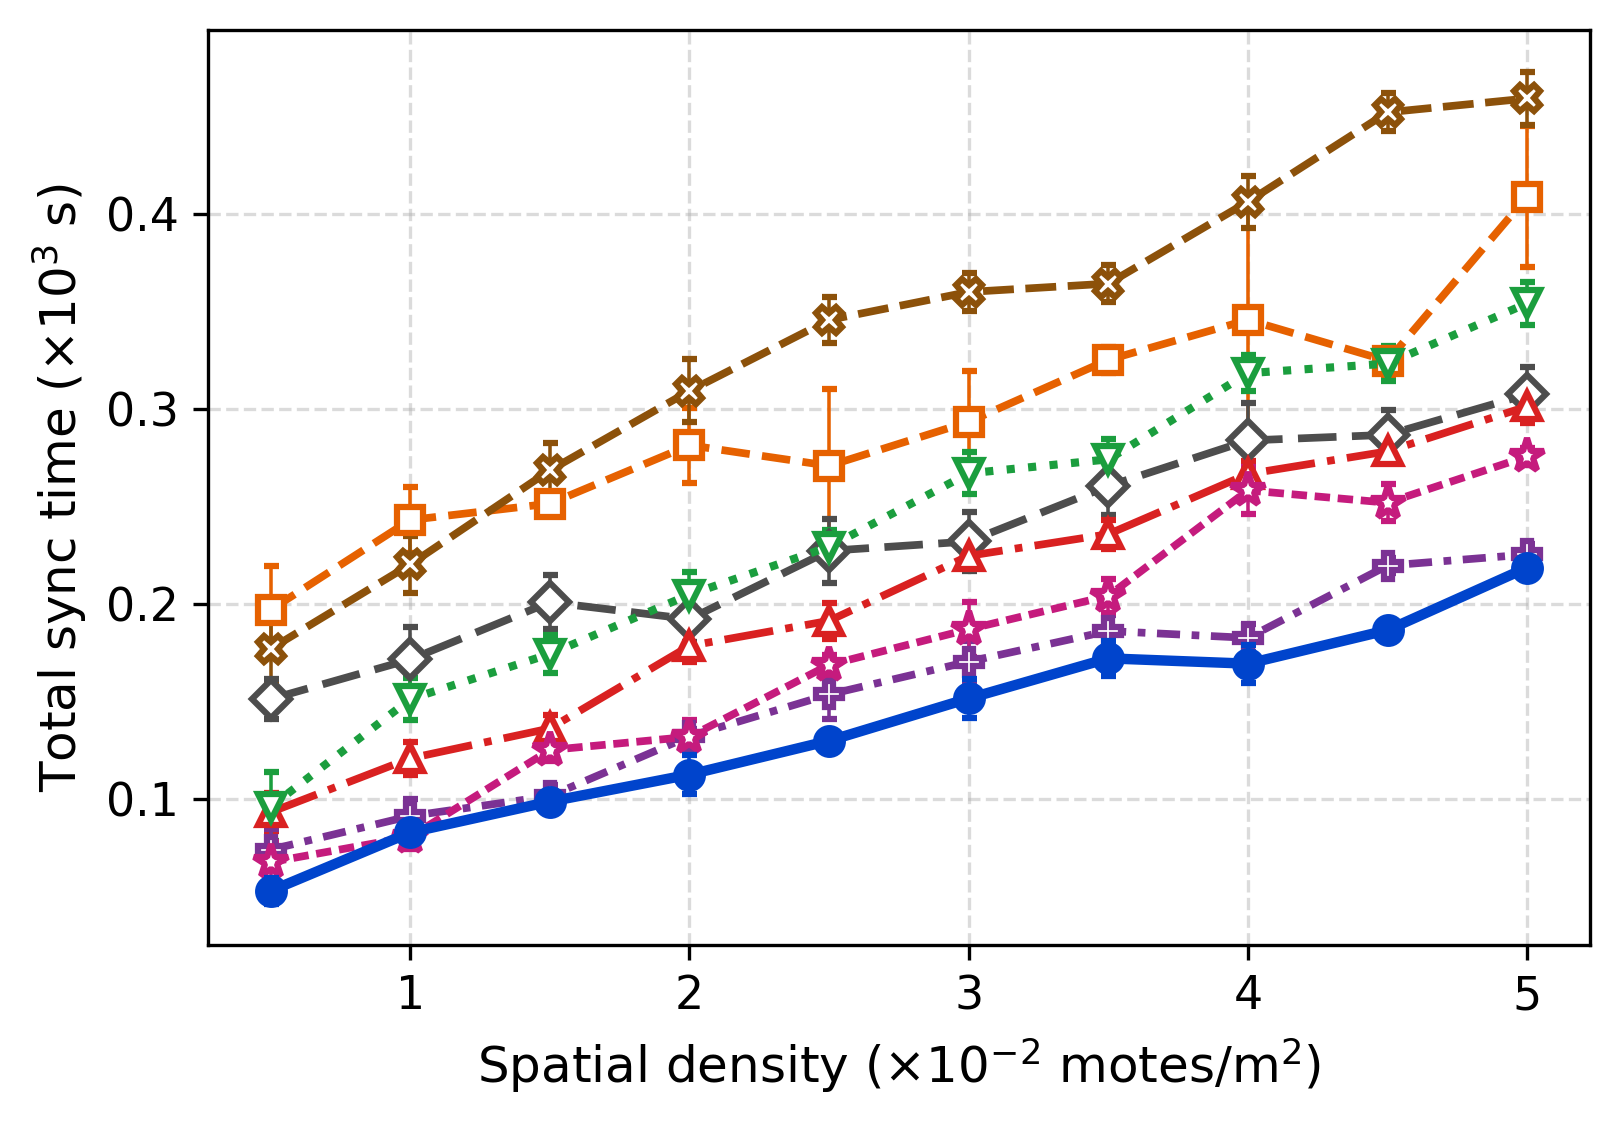 Total sync time (×10³ s)
0.4
0.3
0.2
0.1
1 2 3 4 5
Spatial density (×10⁻² motes/m²)